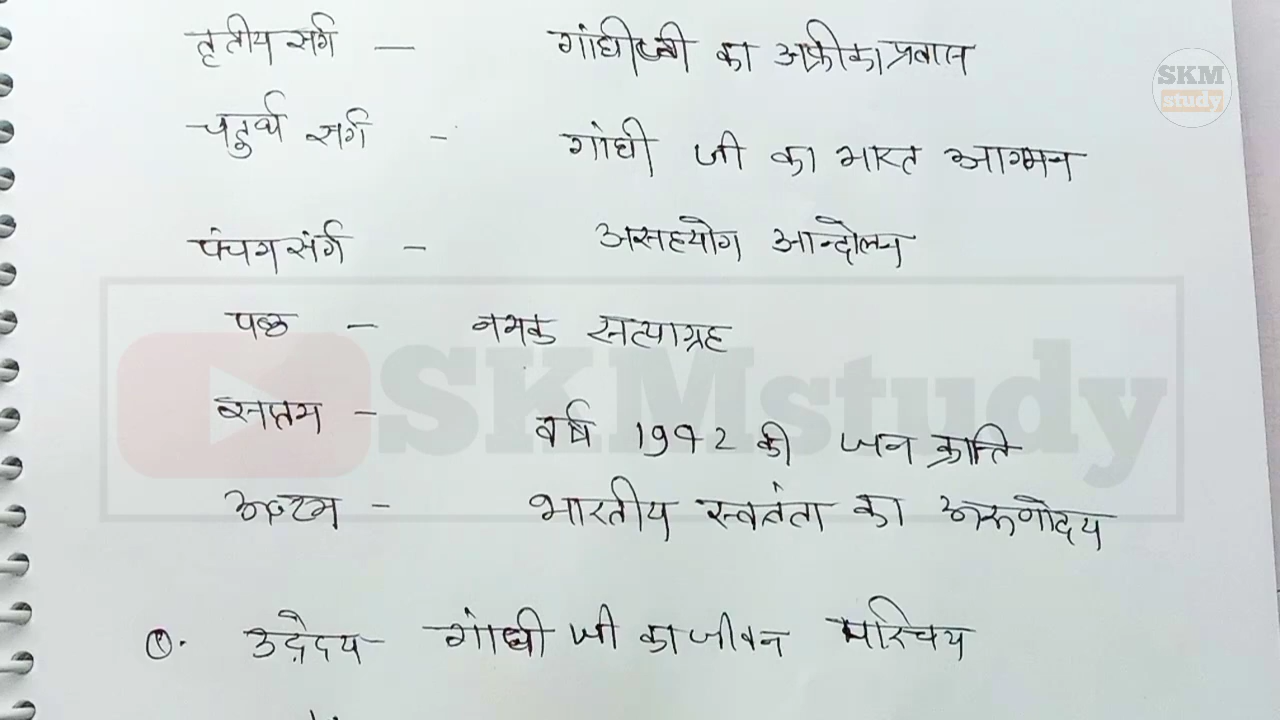 तृतीय सर्ग — गांधीजी का अफ्रीका प्रवास
चतुर्थ सर्ग - गांधी जी का भारत आगमन
पंचम सर्ग - असहयोग आन्दोलन
षष्ठ - नमक सत्याग्रह
सप्तम - वर्ष 1942 की जन क्रान्ति
अष्टम - भारतीय स्वतंता का अरुणोदय
उद्देश्य - गांधी जी का जीवन परिचय
SKM
study
SKMstudy